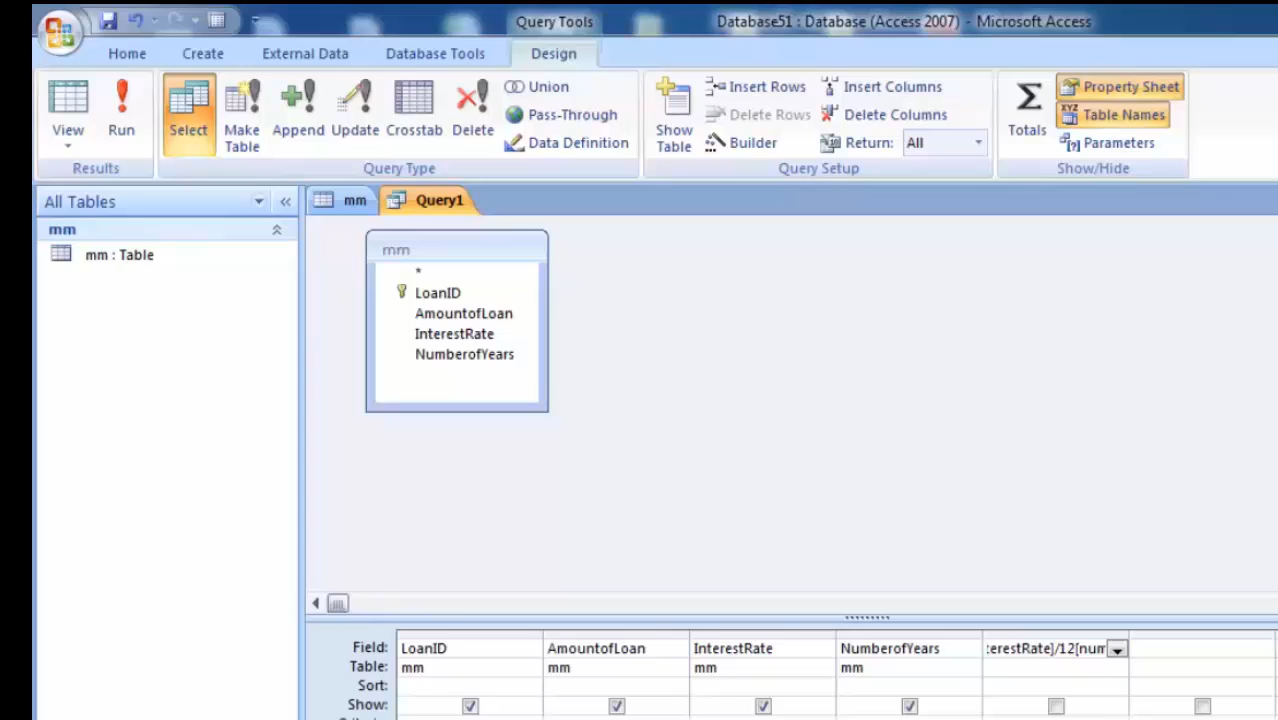 Query Tools
Database51 : Database (Access 2007) - Microsoft Access
Home Create External Data Database Tools Design
View
Run
Select
Make Table
Append
Update
Crosstab
Delete
Union
Pass-Through
Data Definition
Show Table
Insert Rows
Delete Rows
Builder
Insert Columns
Delete Columns
Return: All
Totals
Property Sheet
XYZ Table Names
[?] Parameters
Results
Query Type
Query Setup
Show/Hide
All Tables
mm
mm : Table
mm Query1
mm
*
LoanID
AmountofLoan
InterestRate
NumberofYears
Field: LoanID AmountofLoan InterestRate NumberofYears terestRate]/12[num
Table: mm mm mm mm
Sort:
Show: